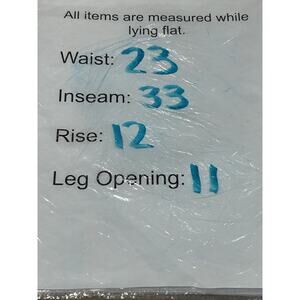 All items are measured while
lying flat.
Waist: 23
Inseam: 33
Rise: 12
Leg Opening: 11